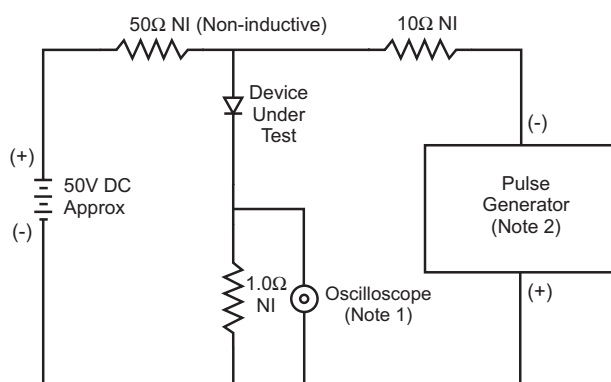 50Ω NI (Non-inductive)
10Ω NI
Device
Under
Test
(-)
(+)
50V DC
Approx
(-)
Pulse
Generator
(Note 2)
1.0Ω
NI
Oscilloscope
(Note 1)
(+)